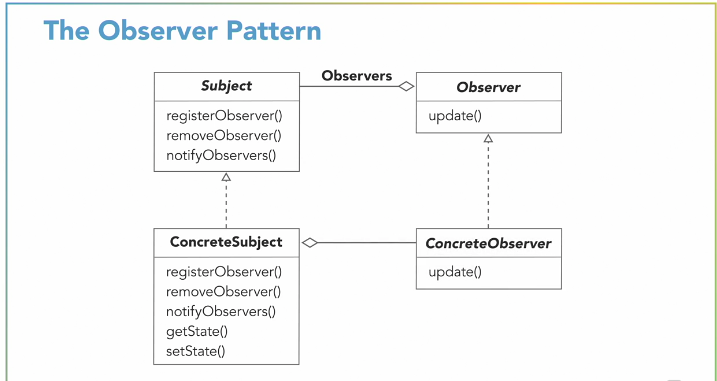 The Observer Pattern
Subject
registerObserver()
removeObserver()
notifyObservers()
Observers
Observer
update()
ConcreteSubject
registerObserver()
removeObserver()
notifyObservers()
getState()
setState()
ConcreteObserver
update()